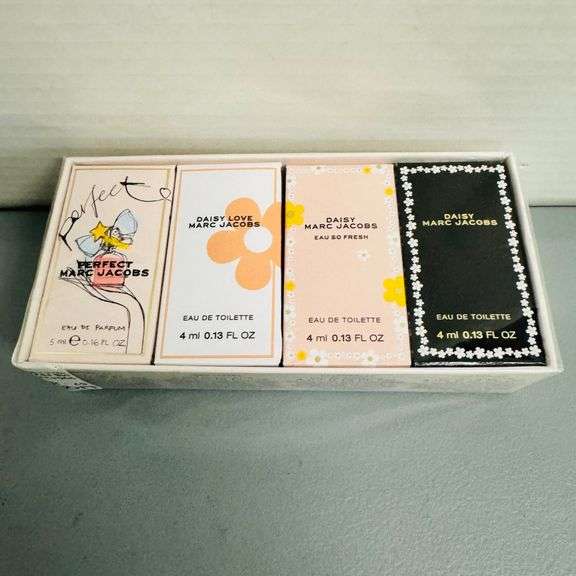 Perfect
PERFECT
MARC JACOBS
EAU DE PARFUM
5 ml e 0.16 FL OZ
DAISY LOVE
MARC JACOBS
EAU DE TOILETTE
4 ml 0.13 FL OZ
DAISY
MARC JACOBS
EAU SO FRESH
EAU DE TOILETTE
4 ml 0.13 FL OZ
DAISY
MARC JACOBS
EAU DE TOILETTE
4 ml 0.13 FL OZ